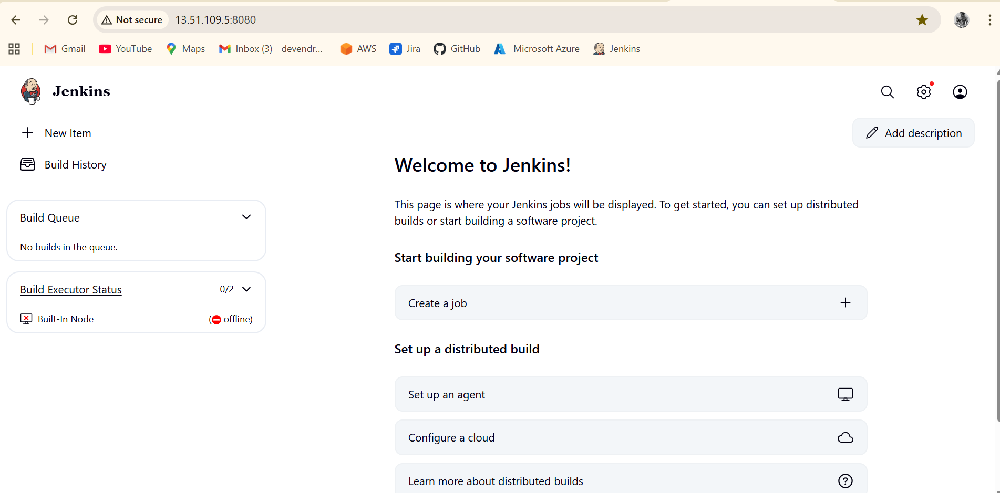 Not secure 13.51.109.5:8080
Gmail YouTube Maps Inbox (3) - devendr... AWS Jira GitHub Microsoft Azure Jenkins
Jenkins
New Item
Build History
Add description
Build Queue
No builds in the queue.
Build Executor Status 0/2
Built-In Node (offline)
Welcome to Jenkins!
This page is where your Jenkins jobs will be displayed. To get started, you can set up distributed
builds or start building a software project.
Start building your software project
Create a job
Set up a distributed build
Set up an agent
Configure a cloud
Learn more about distributed builds